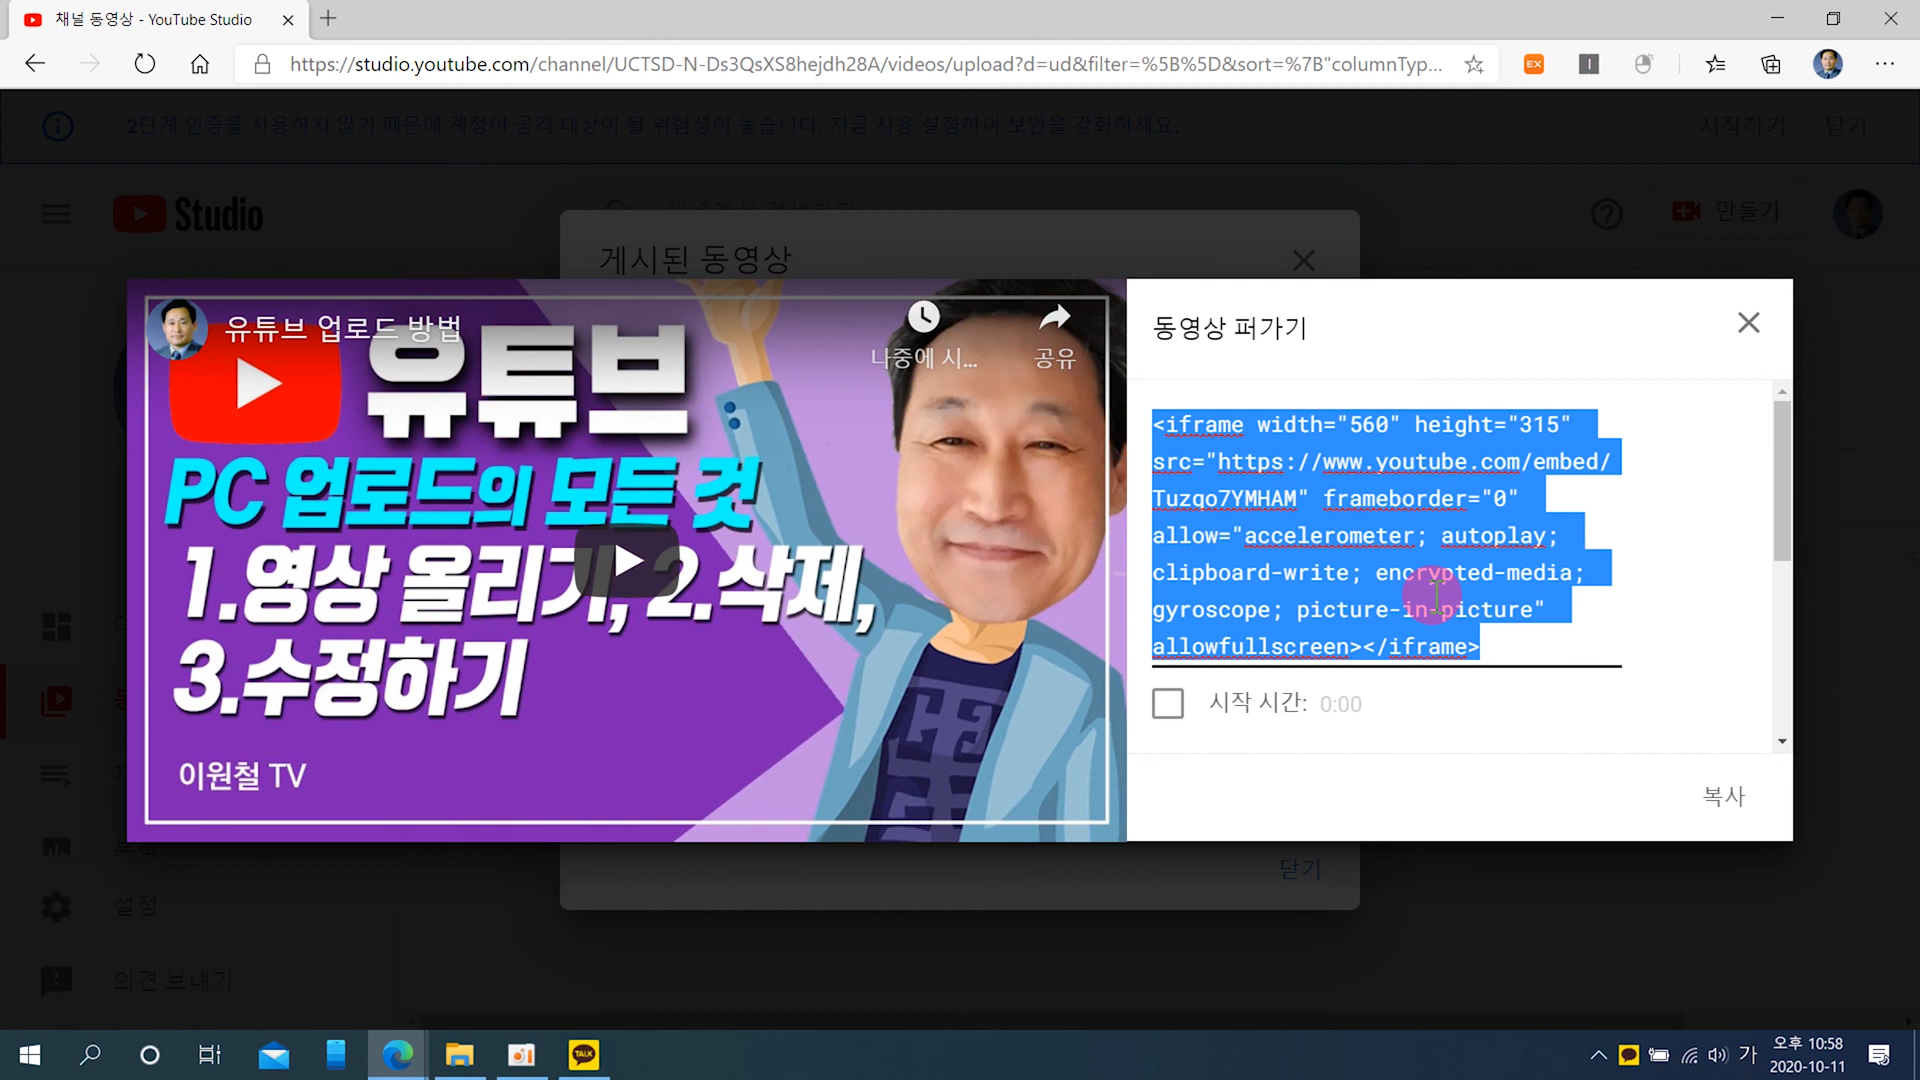 채널 동영상 - YouTube Studio
https://studio.youtube.com/channel/UCTSD-N-Ds3QsXS8hejdh28A/videos/upload?d=ud&filter=%5B%5D&sort=%7B"columnTyp...
EX
2단계 인증을 사용하지 않기 때문에 계정이 공격 대상이 될 위험성이 높습니다. 지금 사용 설정하여 보안을 강화하세요.
시작하기
닫기
Studio
만들기
게시된 동영상
유튜브 업로드 방법
나중에 시...
공유
유튜브
PC 업로드의 모든 것
1.영상 올리기, 2.삭제,
3.수정하기
이원철 TV
동영상 퍼가기
<iframe width="560" height="315"
src="https://www.youtube.com/embed/
Tuzqo7YMHAM" frameborder="0"
allow="accelerometer; autoplay;
clipboard-write; encrypted-media;
gyroscope; picture-in-picture"
allowfullscreen></iframe>
시작 시간: 0:00
복사
닫기
설정
의견 보내기
TALK
가
오후 10:58
2020-10-11